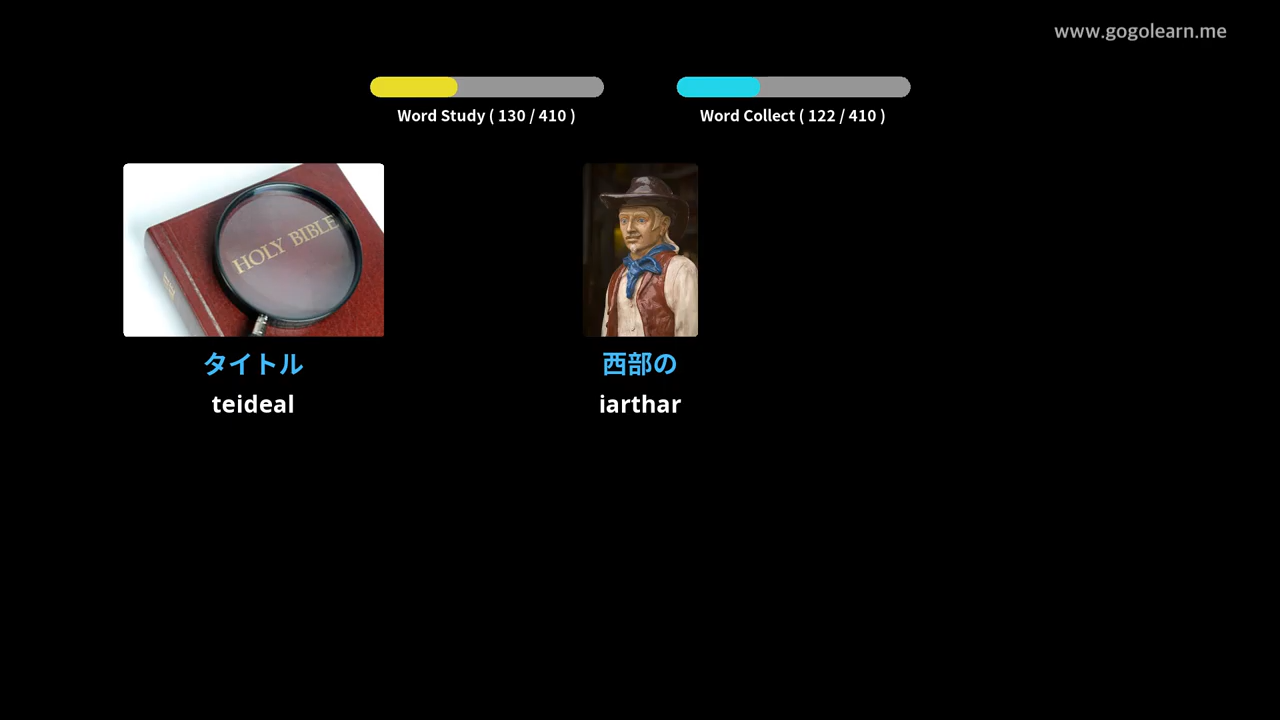 www.gogolearn.me
Word Study ( 130 / 410 )
Word Collect ( 122 / 410 )
HOLY BIBLE
タイトル
teideal
西部の
iarthar